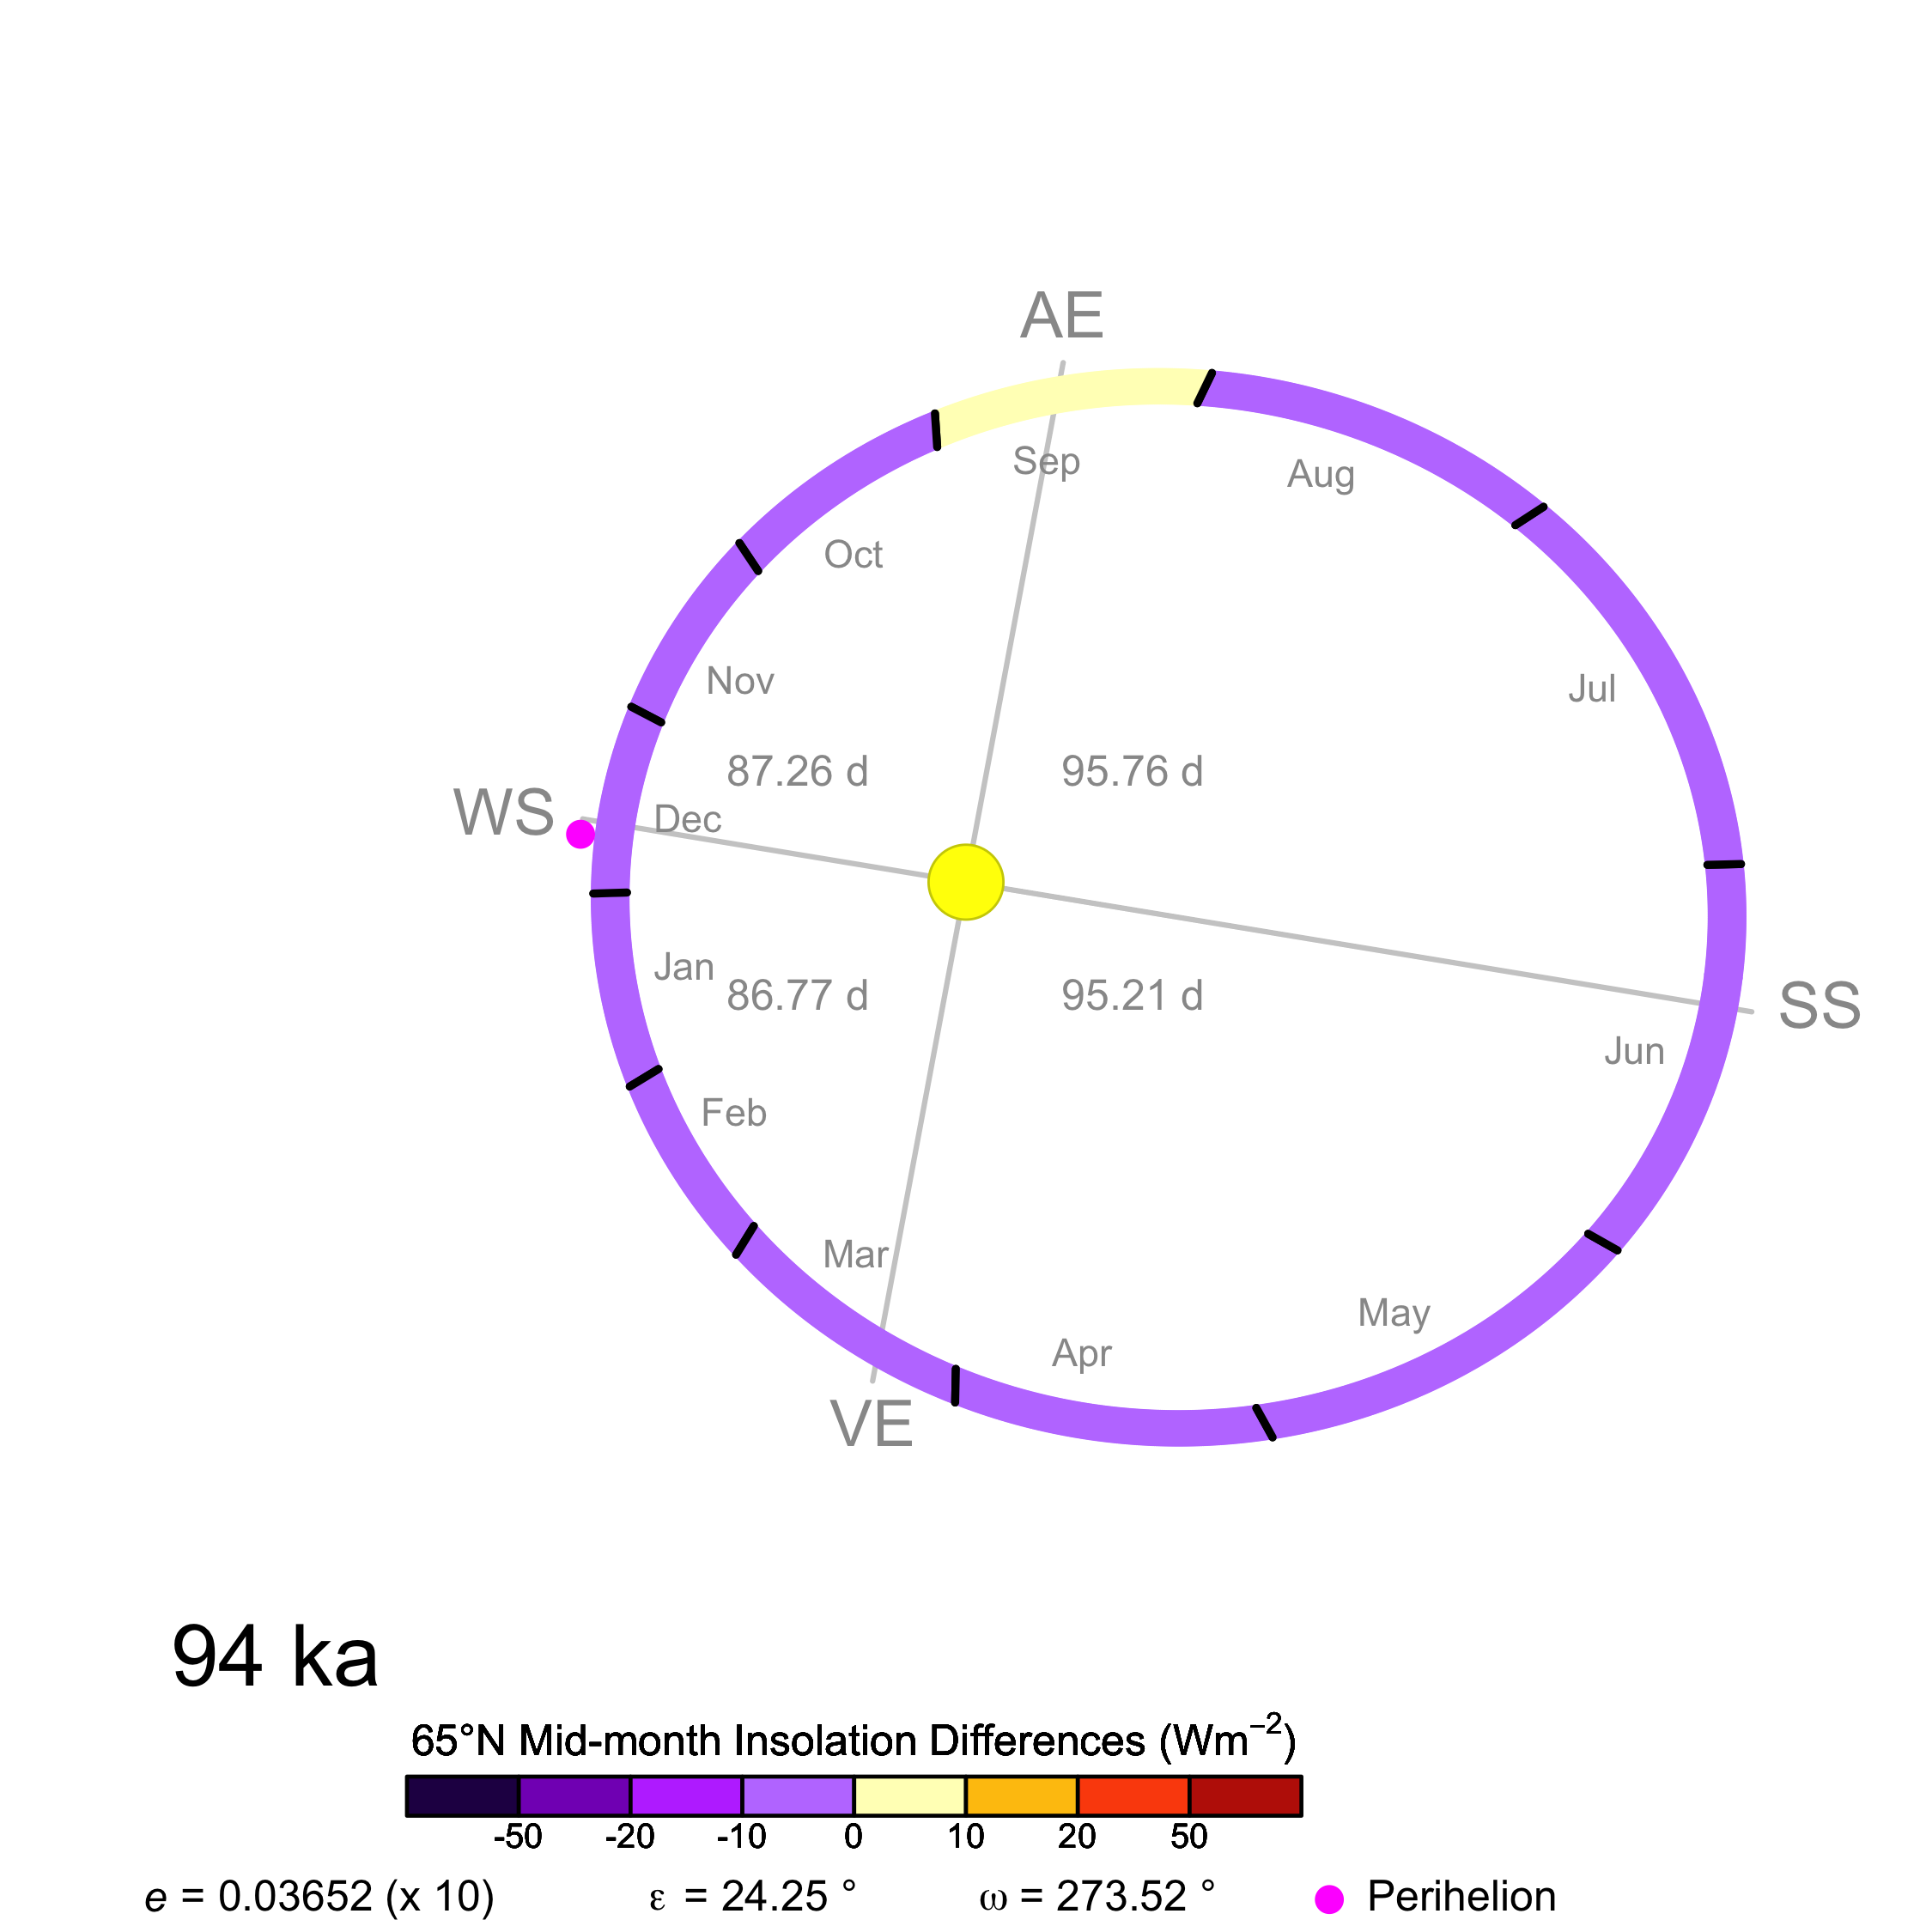 AE
Sep
Aug
Oct
Nov
Jul
87.26 d
95.76 d
WS
Dec
Jan
86.77 d
95.21 d
SS
Jun
Feb
Mar
May
Apr
VE
94 ka
65°N Mid-month Insolation Differences (Wm⁻²)
-50 -20 -10 0 10 20 50
e = 0.03652 (x 10) ε = 24.25 ° ω = 273.52 ° Perihelion